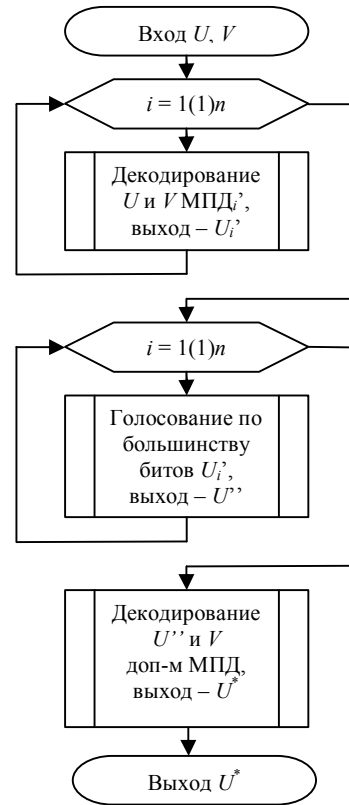 Вход U, V
i = 1(1)n
Декодирование
U и V МПДi’,
выход – Ui’
i = 1(1)n
Голосование по
большинству
битов Ui’,
выход – U’’
Декодирование
U’’ и V
доп-м МПД,
выход – U*
Выход U*